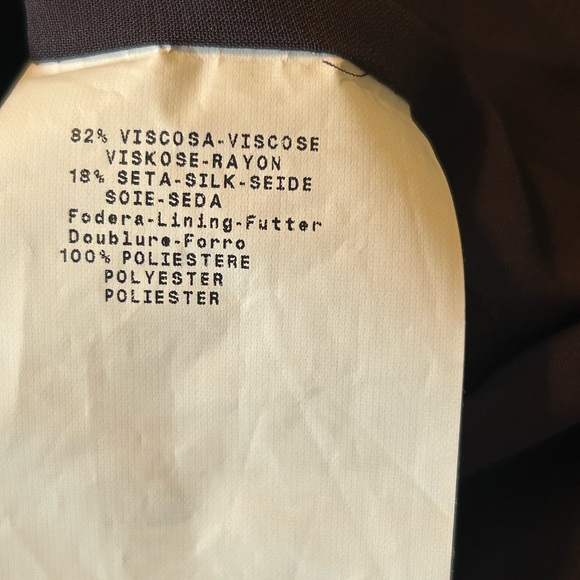 82% VISCOSA-VISCOSE
VISKOSE-RAYON
18% SETA-SILK-SEIDE
SOIE-SEDA
Fodera-Lining-Futter
Doublure-Forro
100% POLIESTERE
POLYESTER
POLIESTER